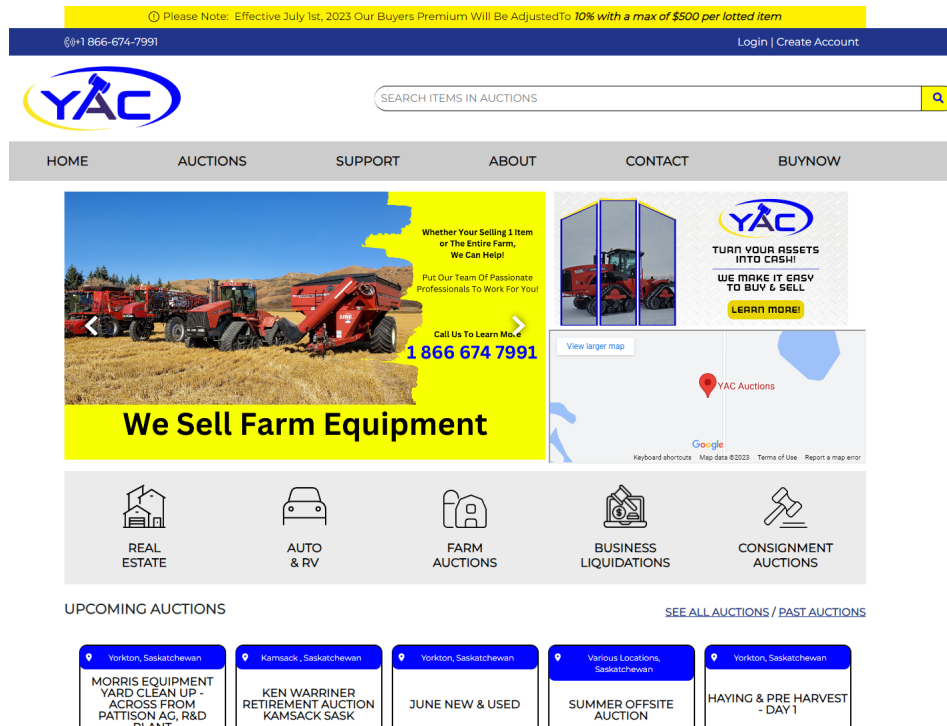 Please Note: Effective July 1st, 2023 Our Buyers Premium Will Be AdjustedTo 10% with a max of $500 per lotted item
+1 866-674-7991
Login | Create Account
YAC
SEARCH ITEMS IN AUCTIONS
HOME
AUCTIONS
SUPPORT
ABOUT
CONTACT
BUYNOW
Whether Your Selling 1 Item
or The Entire Farm,
We Can Help!
Put Our Team Of Passionate
Professionals To Work For You!
Call Us To Learn More
1 866 674 7991
We Sell Farm Equipment
YAC
TURN YOUR ASSETS
INTO CASH!
WE MAKE IT EASY
TO BUY & SELL
LEARN MORE!
View larger map
YAC Auctions
Google
Keyboard shortcuts
Map data ©2023
Terms of Use
Report a map error
REAL
ESTATE
AUTO
& RV
FARM
AUCTIONS
BUSINESS
LIQUIDATIONS
CONSIGNMENT
AUCTIONS
UPCOMING AUCTIONS
SEE ALL AUCTIONS / PAST AUCTIONS
Yorkton, Saskatchewan
MORRIS EQUIPMENT
YARD CLEAN UP -
ACROSS FROM
PATTISON AG, R&D
PLANT
Kamsack , Saskatchewan
KEN WARRINER
RETIREMENT AUCTION
KAMSACK SASK
Yorkton, Saskatchewan
JUNE NEW & USED
Various Locations,
Saskatchewan
SUMMER OFFSITE
AUCTION
Yorkton, Saskatchewan
HAYING & PRE HARVEST
- DAY 1